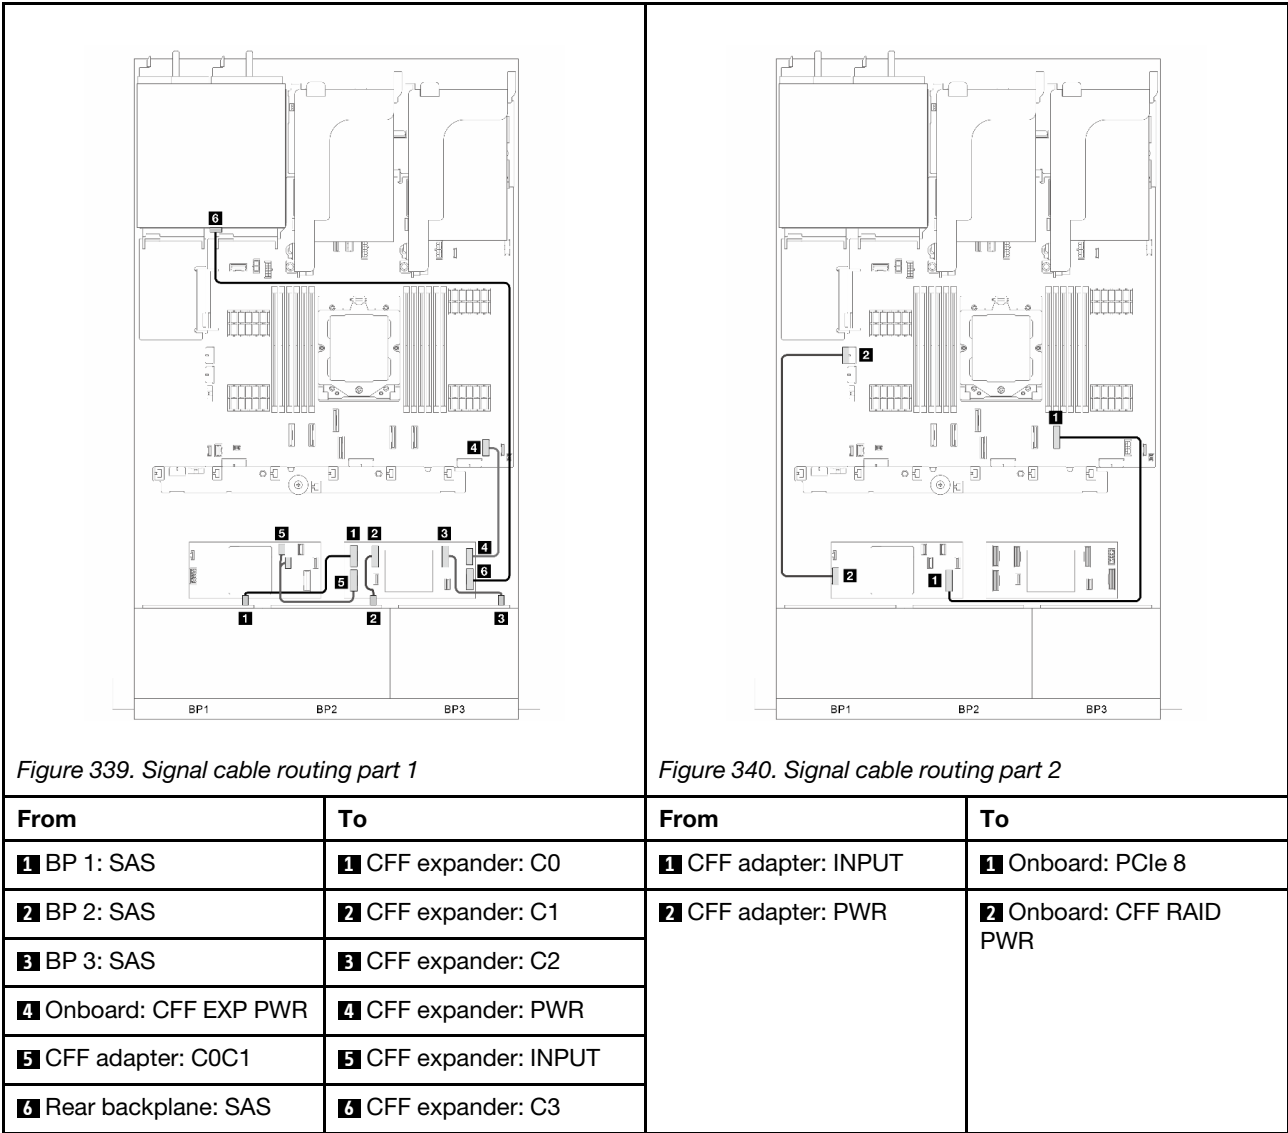 6
4
5
1
2
3
4
5
6
1
2
3
BP1
BP2
BP3
Figure 339. Signal cable routing part 1
2
1
2
1
BP1
BP2
BP3
Figure 340. Signal cable routing part 2
From To From To
1 BP 1: SAS 1 CFF expander: C0 1 CFF adapter: INPUT 1 Onboard: PCIe 8
2 BP 2: SAS 2 CFF expander: C1 2 CFF adapter: PWR 2 Onboard: CFF RAID
PWR
3 BP 3: SAS 3 CFF expander: C2
4 Onboard: CFF EXP PWR 4 CFF expander: PWR
5 CFF adapter: C0C1 5 CFF expander: INPUT
6 Rear backplane: SAS 6 CFF expander: C3